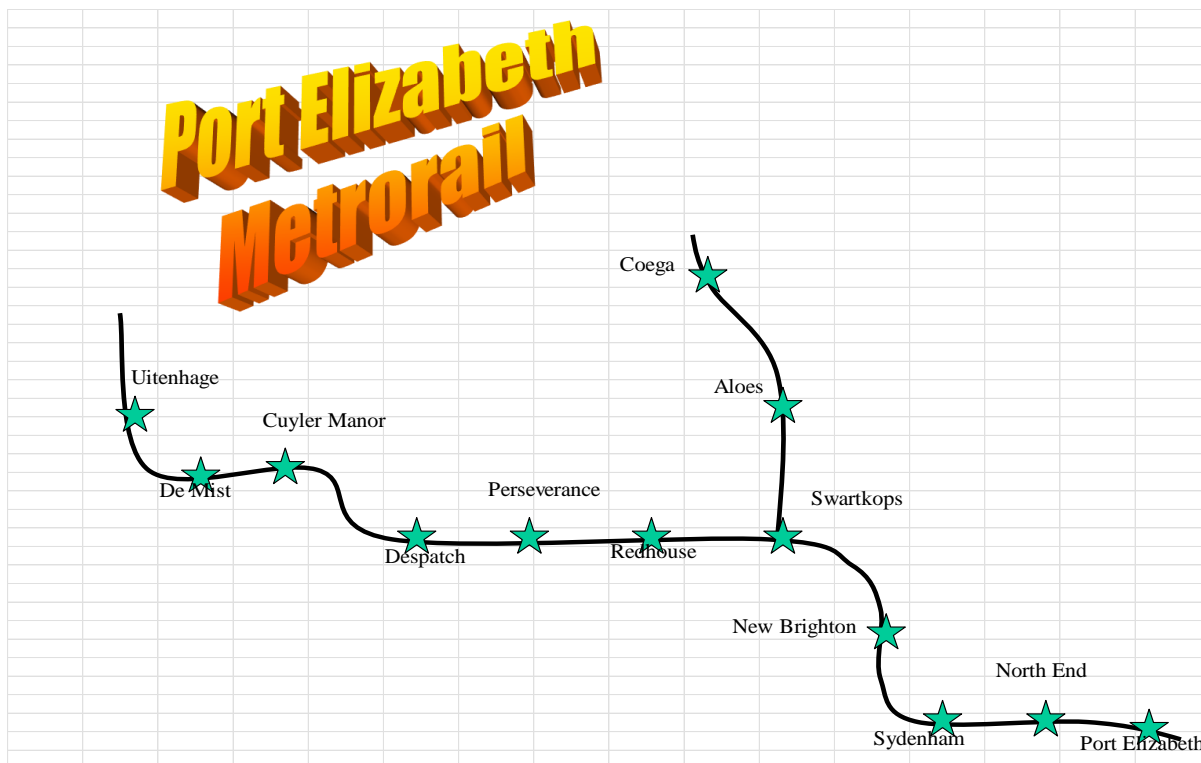 Port Elizabeth
Metrorail
Coega
Uitenhage
Aloes
Cuyler Manor
De Mist
Perseverance
Swartkops
Despatch
Redhouse
New Brighton
North End
Sydenham
Port Elizabeth